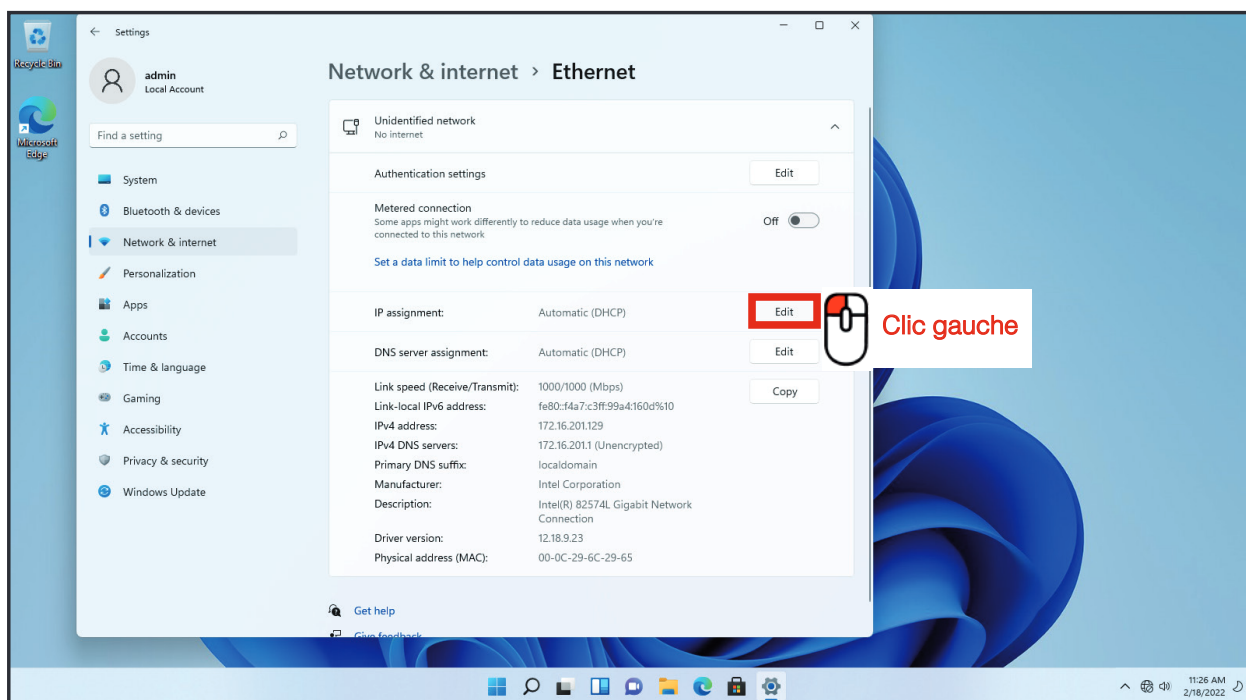 Recycle Bin
Microsoft
Edge
Settings
admin
Local Account
Find a setting
System
Bluetooth & devices
Network & internet
Personalization
Apps
Accounts
Time & language
Gaming
Accessibility
Privacy & security
Windows Update
Network & internet > Ethernet
Unidentified network
No internet
Authentication settings
Edit
Metered connection
Some apps might work differently to reduce data usage when you're
connected to this network
Off
Set a data limit to help control data usage on this network
IP assignment: Automatic (DHCP) Edit
Clic gauche
DNS server assignment: Automatic (DHCP) Edit
Link speed (Receive/Transmit): 1000/1000 (Mbps) Copy
Link-local IPv6 address: fe80::f4a7:c3ff:99a4:160d%10
IPv4 address: 172.16.201.129
IPv4 DNS servers: 172.16.201.1 (Unencrypted)
Primary DNS suffix: localdomain
Manufacturer: Intel Corporation
Description: Intel(R) 82574L Gigabit Network
Connection
Driver version: 12.18.9.23
Physical address (MAC): 00-0C-29-6C-29-65
Get help
Give feedback
11:26 AM
2/18/2022